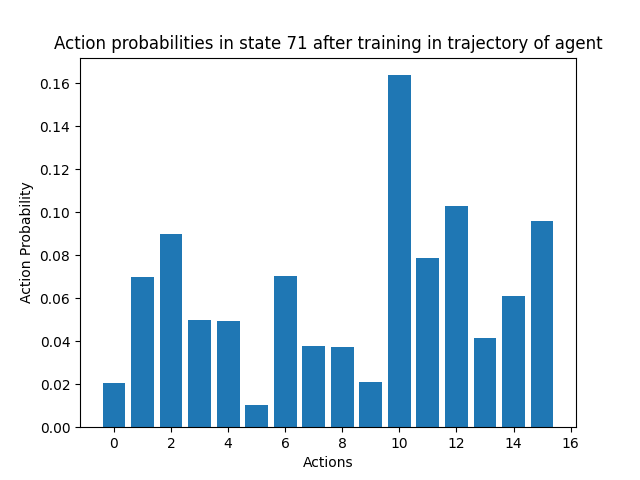 Action probabilities in state 71 after training in trajectory of agent
0.16
0.14
0.12
0.10
0.08
0.06
0.04
0.02
0.00
Action Probability
0 2 4 6 8 10 12 14 16
Actions